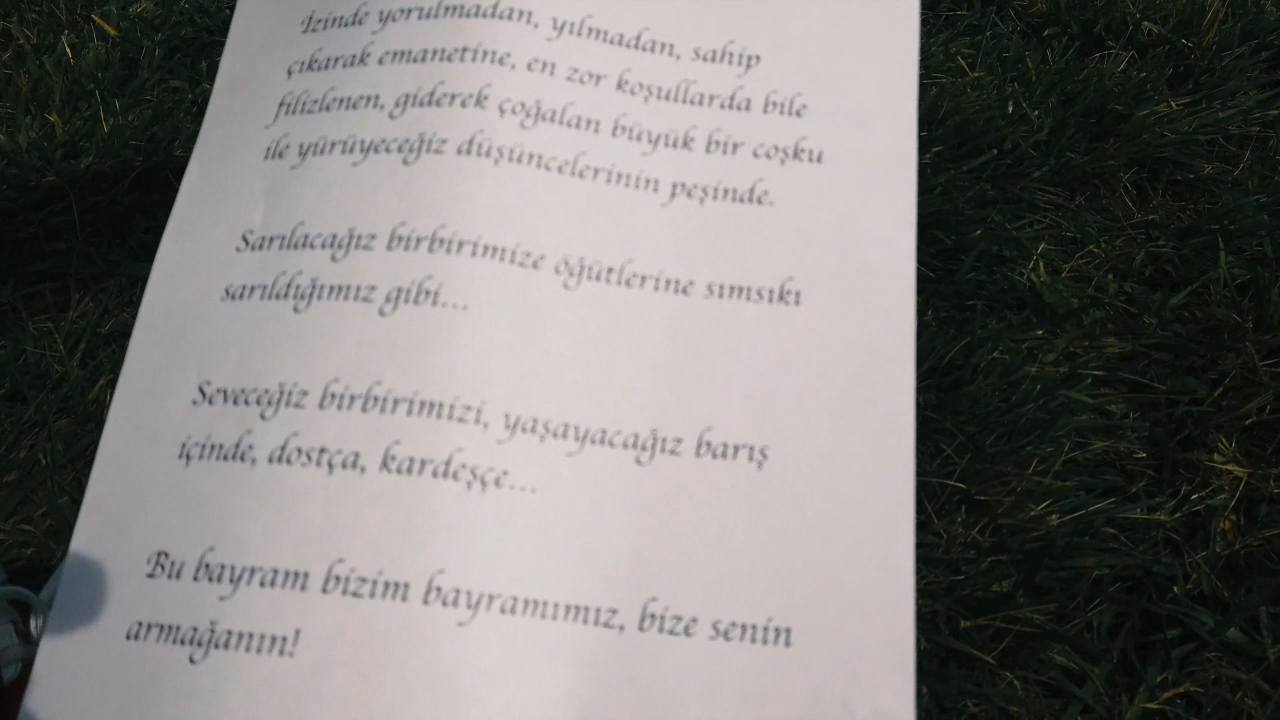 İzinde yorulmadan, yılmadan, sahip
çıkarak emanetine, en zor koşullarda bile
filizlenen, giderek çoğalan büyük bir coşku
ile yürüyeceğiz düşüncelerinin peşinde.
Sarılacağız birbirimize öğütlerine sımsıkı
sarıldığımız gibi...
Seveceğiz birbirimizi, yaşayacağız barış
içinde, dostça, kardeşçe...
Bu bayram bizim bayramımız, bize senin
armağanın!